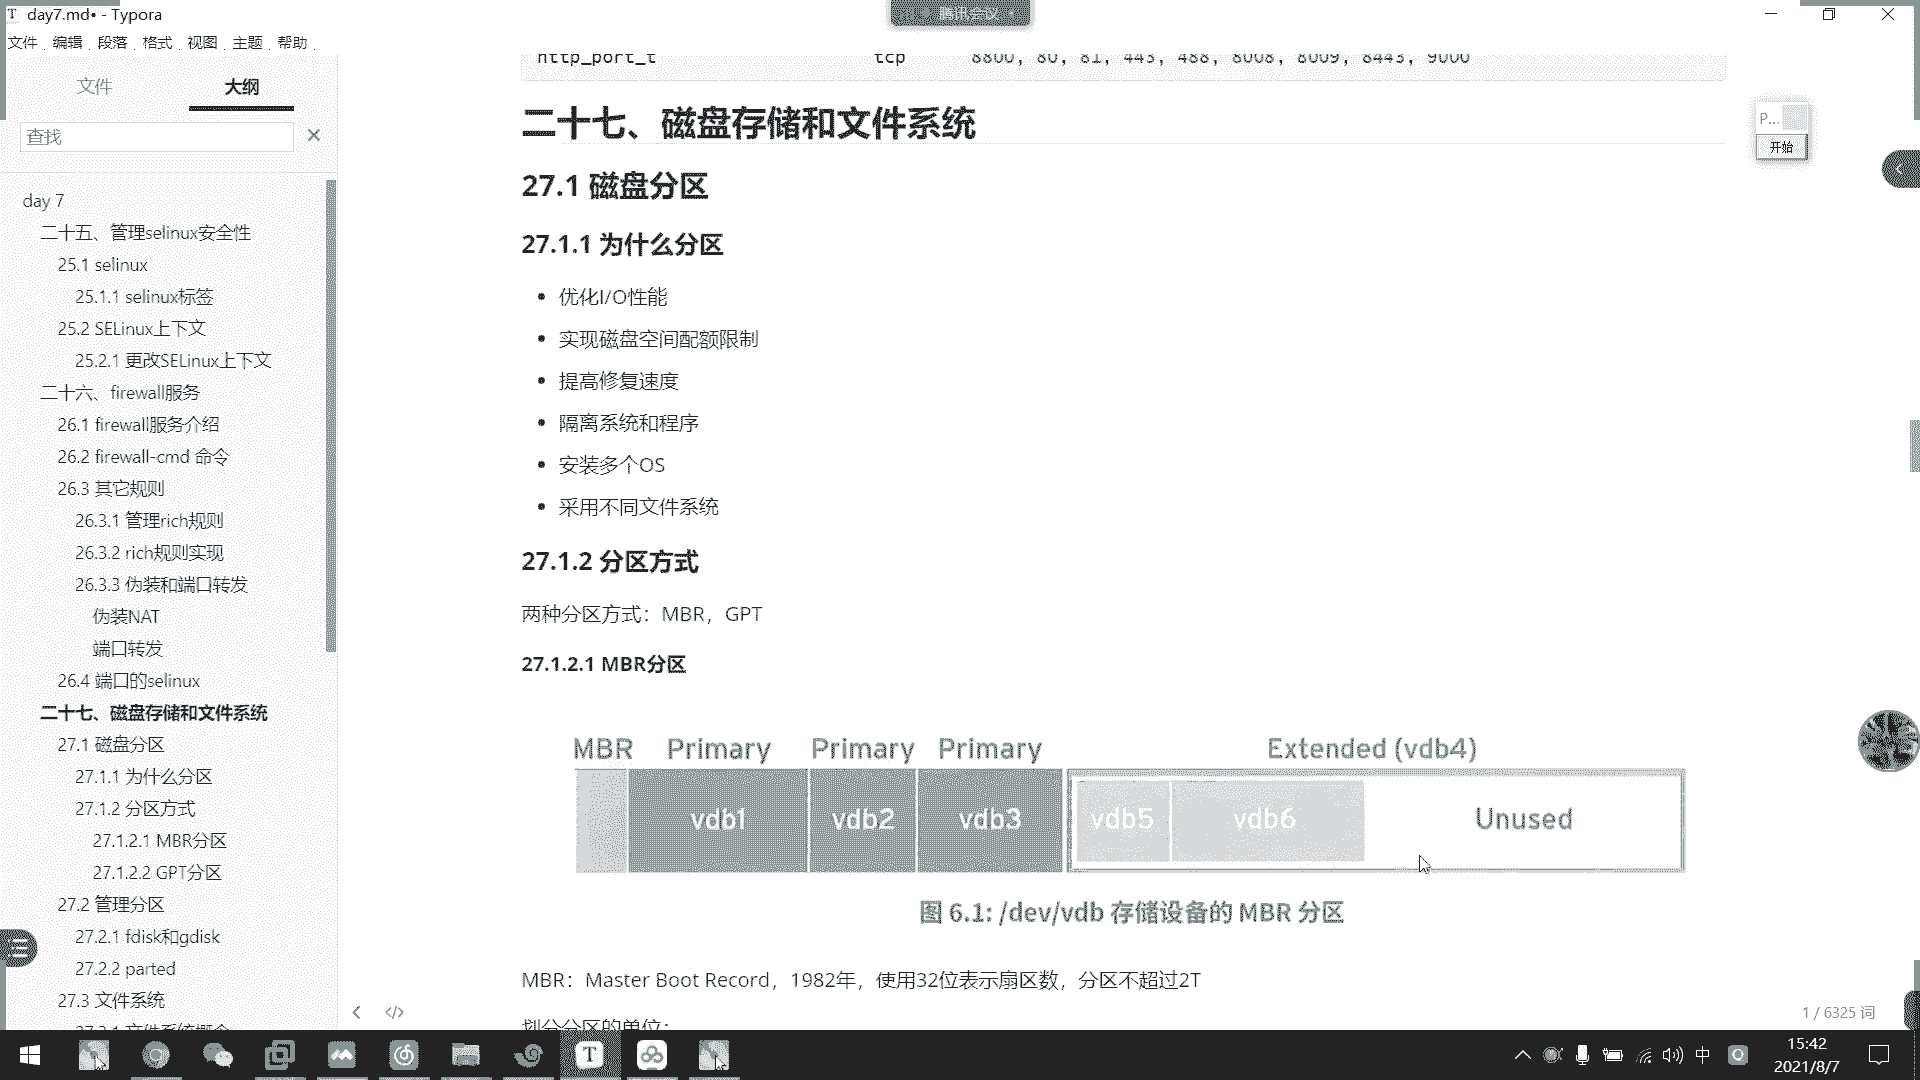 day7.md• - Typora
腾讯会议
文件 编辑 段落 格式 视图 主题 帮助
文件
大纲
查找
day 7
二十五、管理selinux安全性
25.1 selinux
25.1.1 selinux标签
25.2 SELinux上下文
25.2.1 更改SELinux上下文
二十六、firewall服务
26.1 firewall服务介绍
26.2 firewall-cmd 命令
26.3 其它规则
26.3.1 管理rich规则
26.3.2 rich规则实现
26.3.3 伪装和端口转发
伪装NAT
端口转发
26.4 端口的selinux
二十七、磁盘存储和文件系统
27.1 磁盘分区
27.1.1 为什么分区
27.1.2 分区方式
27.1.2.1 MBR分区
27.1.2.2 GPT分区
27.2 管理分区
27.2.1 fdisk和gdisk
27.2.2 parted
27.3 文件系统
27.3.1 文件系统概念
http_port_t tcp 8800, 80, 81, 443, 488, 8008, 8009, 8443, 9000
二十七、磁盘存储和文件系统
27.1 磁盘分区
27.1.1 为什么分区
• 优化I/O性能
• 实现磁盘空间配额限制
• 提高修复速度
• 隔离系统和程序
• 安装多个OS
• 采用不同文件系统
27.1.2 分区方式
两种分区方式：MBR，GPT
27.1.2.1 MBR分区
MBR Primary Primary Primary Extended (vdb4)
vdb1 vdb2 vdb3 vdb5 vdb6 Unused
图 6.1: /dev/vdb 存储设备的 MBR 分区
MBR：Master Boot Record，1982年，使用32位表示扇区数，分区不超过2T
划分分区的单位：
P...
开始
1 / 6325 词
中
15:42
2021/8/7